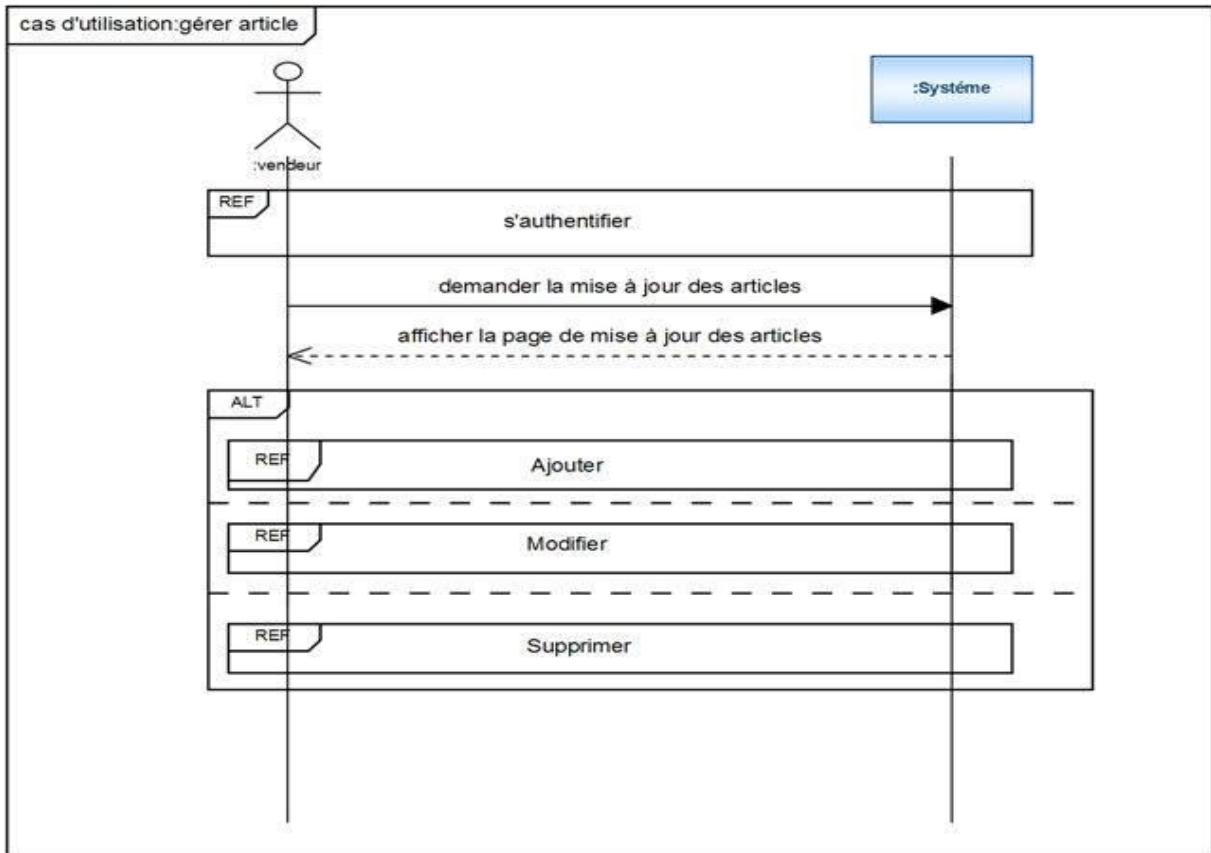 cas d'utilisation:gérer article
:Systéme
:vendeur
REF
s'authentifier
demander la mise à jour des articles
afficher la page de mise à jour des articles
ALT
REF
Ajouter
REF
Modifier
REF
Supprimer